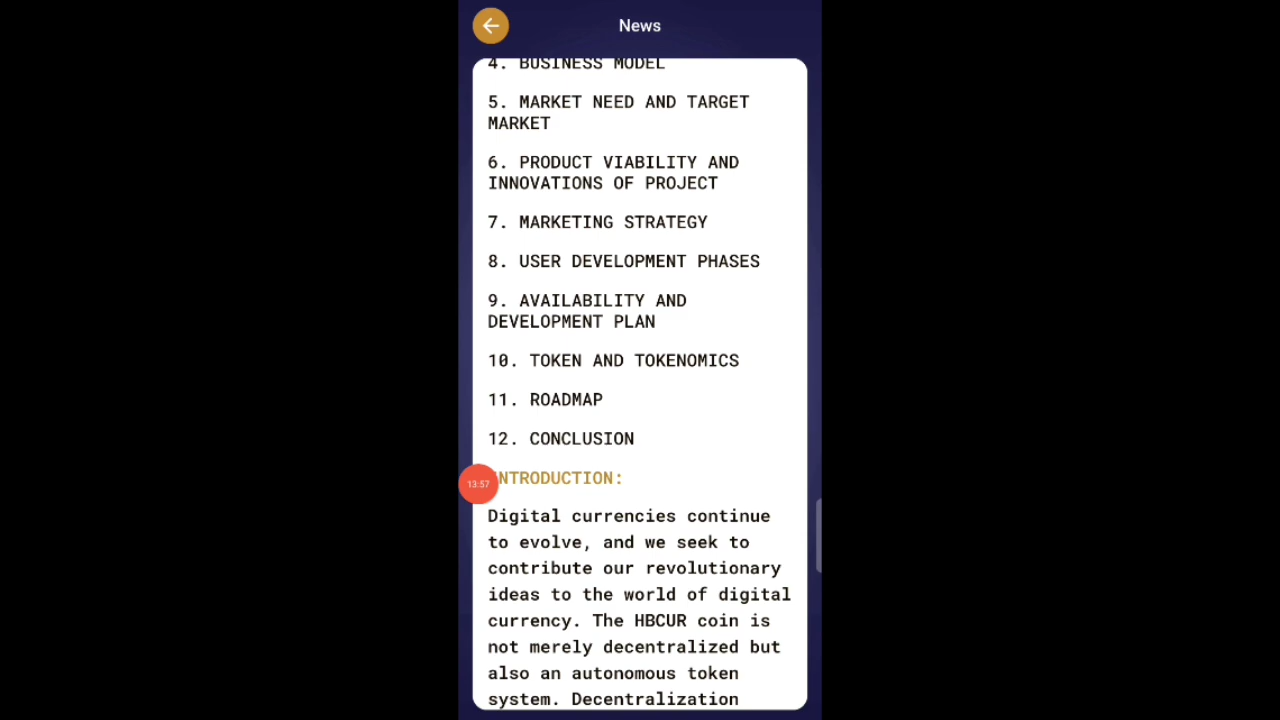 News
4. BUSINESS MODEL
5. MARKET NEED AND TARGET
MARKET
6. PRODUCT VIABILITY AND
INNOVATIONS OF PROJECT
7. MARKETING STRATEGY
8. USER DEVELOPMENT PHASES
9. AVAILABILITY AND
DEVELOPMENT PLAN
10. TOKEN AND TOKENOMICS
11. ROADMAP
12. CONCLUSION
13:57
NTRODUCTION:
Digital currencies continue
to evolve, and we seek to
contribute our revolutionary
ideas to the world of digital
currency. The HBCUR coin is
not merely decentralized but
also an autonomous token
system. Decentralization